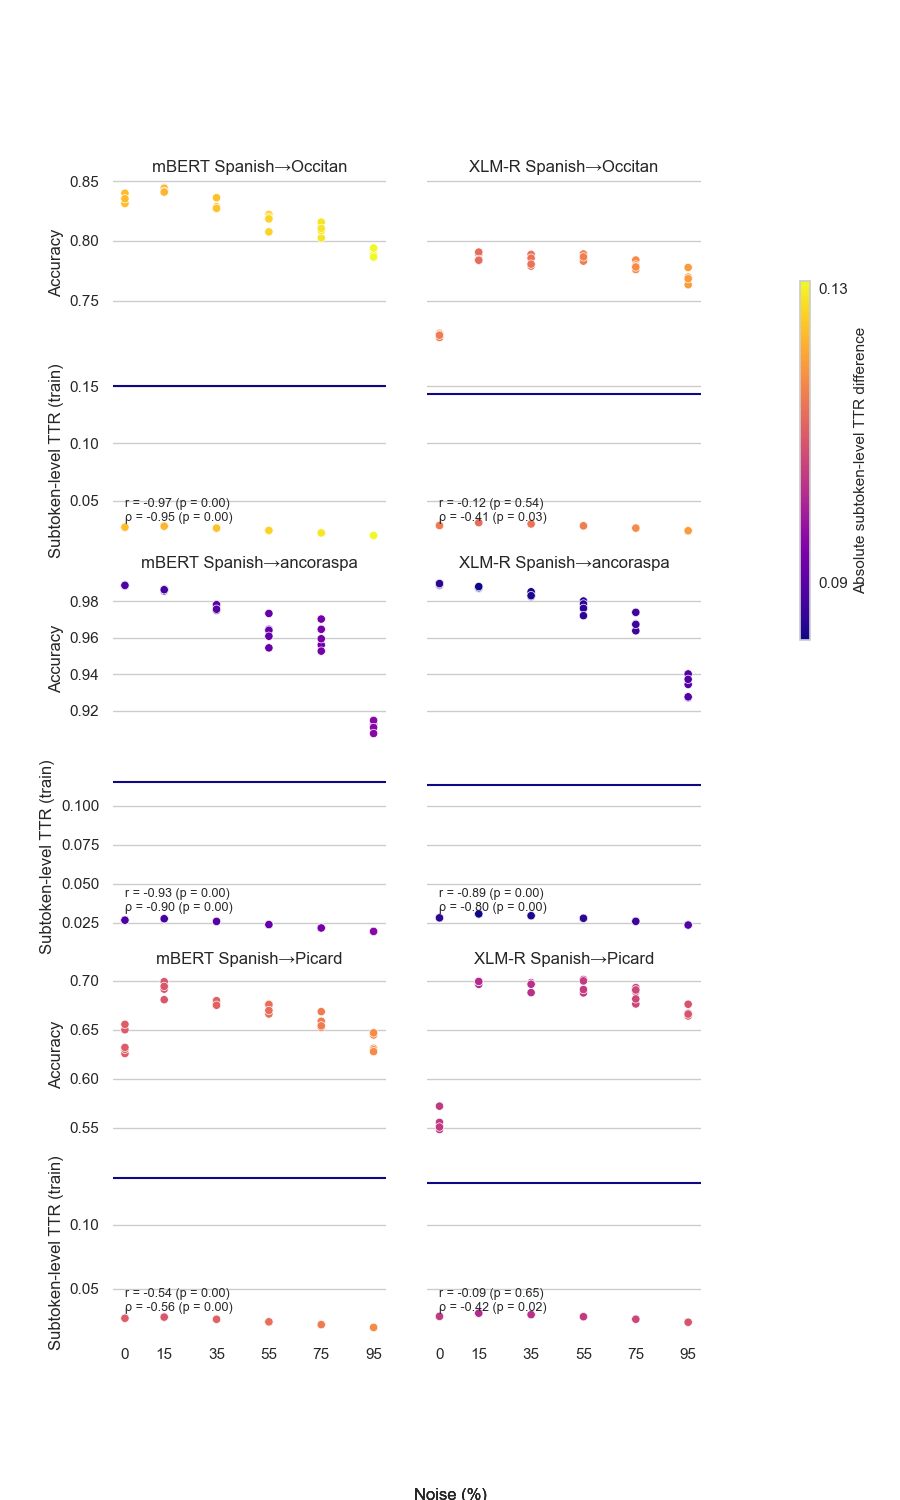 mBERT Spanish→Occitan
XLM-R Spanish→Occitan
Accuracy
0.85
0.80
0.75
Subtoken-level TTR (train)
0.15
0.10
0.05
r = -0.97 (p = 0.00)
ρ = -0.95 (p = 0.00)
r = -0.12 (p = 0.54)
ρ = -0.41 (p = 0.03)
mBERT Spanish→ancoraspa
XLM-R Spanish→ancoraspa
Accuracy
0.98
0.96
0.94
0.92
Subtoken-level TTR (train)
0.100
0.075
0.050
0.025
r = -0.93 (p = 0.00)
ρ = -0.90 (p = 0.00)
r = -0.89 (p = 0.00)
ρ = -0.80 (p = 0.00)
mBERT Spanish→Picard
XLM-R Spanish→Picard
Accuracy
0.70
0.65
0.60
0.55
Subtoken-level TTR (train)
0.10
0.05
r = -0.54 (p = 0.00)
ρ = -0.56 (p = 0.00)
r = -0.09 (p = 0.65)
ρ = -0.42 (p = 0.02)
0 15 35 55 75 95
0 15 35 55 75 95
Noise (%)
0.13
0.09
Absolute subtoken-level TTR difference